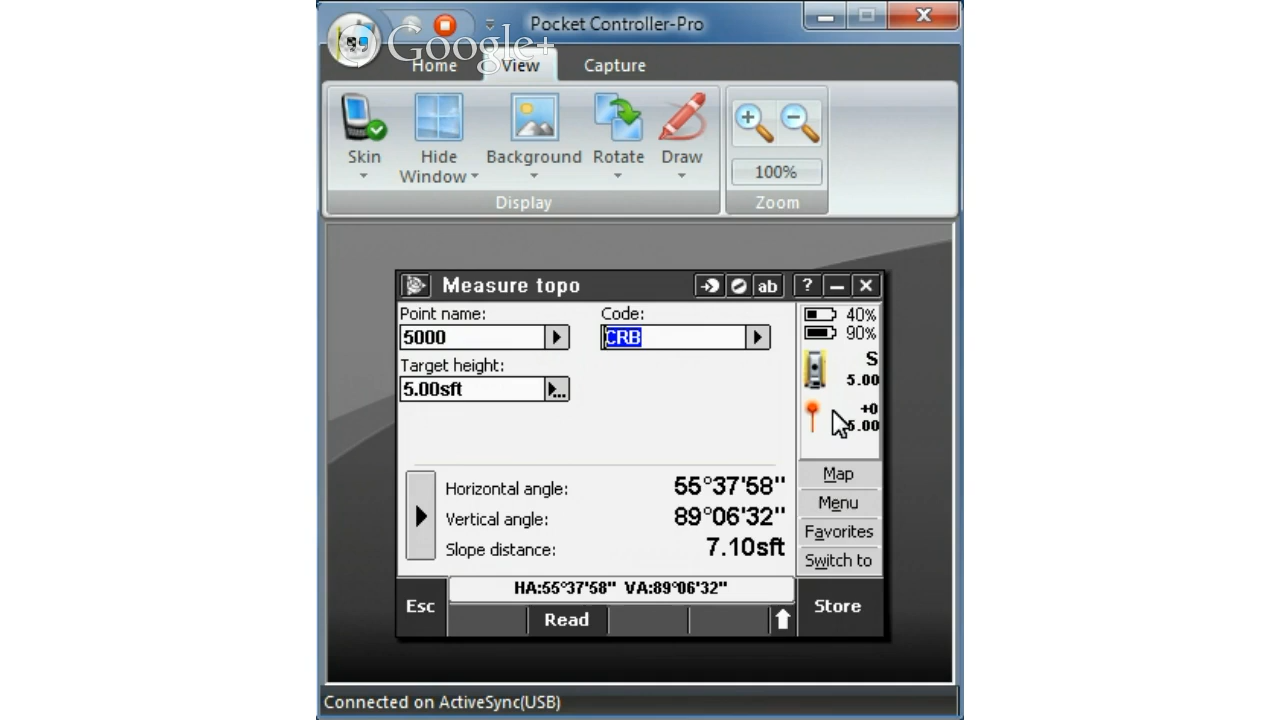 Pocket Controller-Pro
Google+
Home View Capture
Skin Hide Window Background Rotate Draw
100%
Display Zoom
Measure topo ab ? 
Point name: Code:
5000 CRB
Target height:
5.00sft ...
40%
90%
S
5.00
+0
5.00
Horizontal angle: 55°37'58"
Vertical angle: 89°06'32"
Slope distance: 7.10sft
Map
Menu
Favorites
Switch to
HA:55°37'58" VA:89°06'32"
Esc Read Store
Connected on ActiveSync(USB)